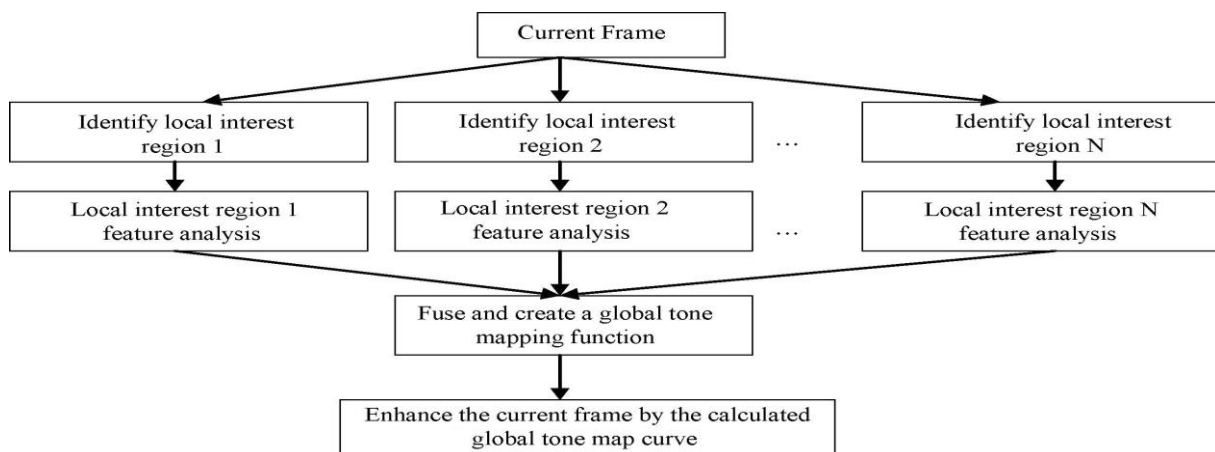 Current Frame
Identify local interest
region 1
Identify local interest
region 2
...
Identify local interest
region N
Local interest region 1
feature analysis
Local interest region 2
feature analysis
...
Local interest region N
feature analysis
Fuse and create a global tone
mapping function
Enhance the current frame by the calculated
global tone map curve